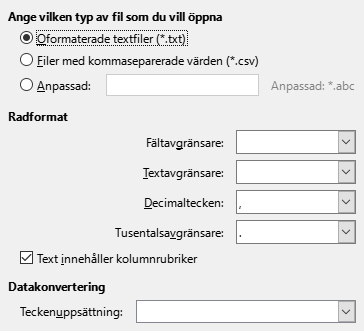 Ange vilken typ av fil som du vill öppna
Oformaterade textfiler (*.txt)
Filer med kommaseparerade värden (*.csv)
Anpassad: Anpassad: *.abc
Radformat
Fältavgränsare:
Textavgränsare:
Decimaltecken: ,
Tusentalsavgränsare: .
Text innehåller kolumnrubriker
Datakonvertering
Teckenuppsättning: